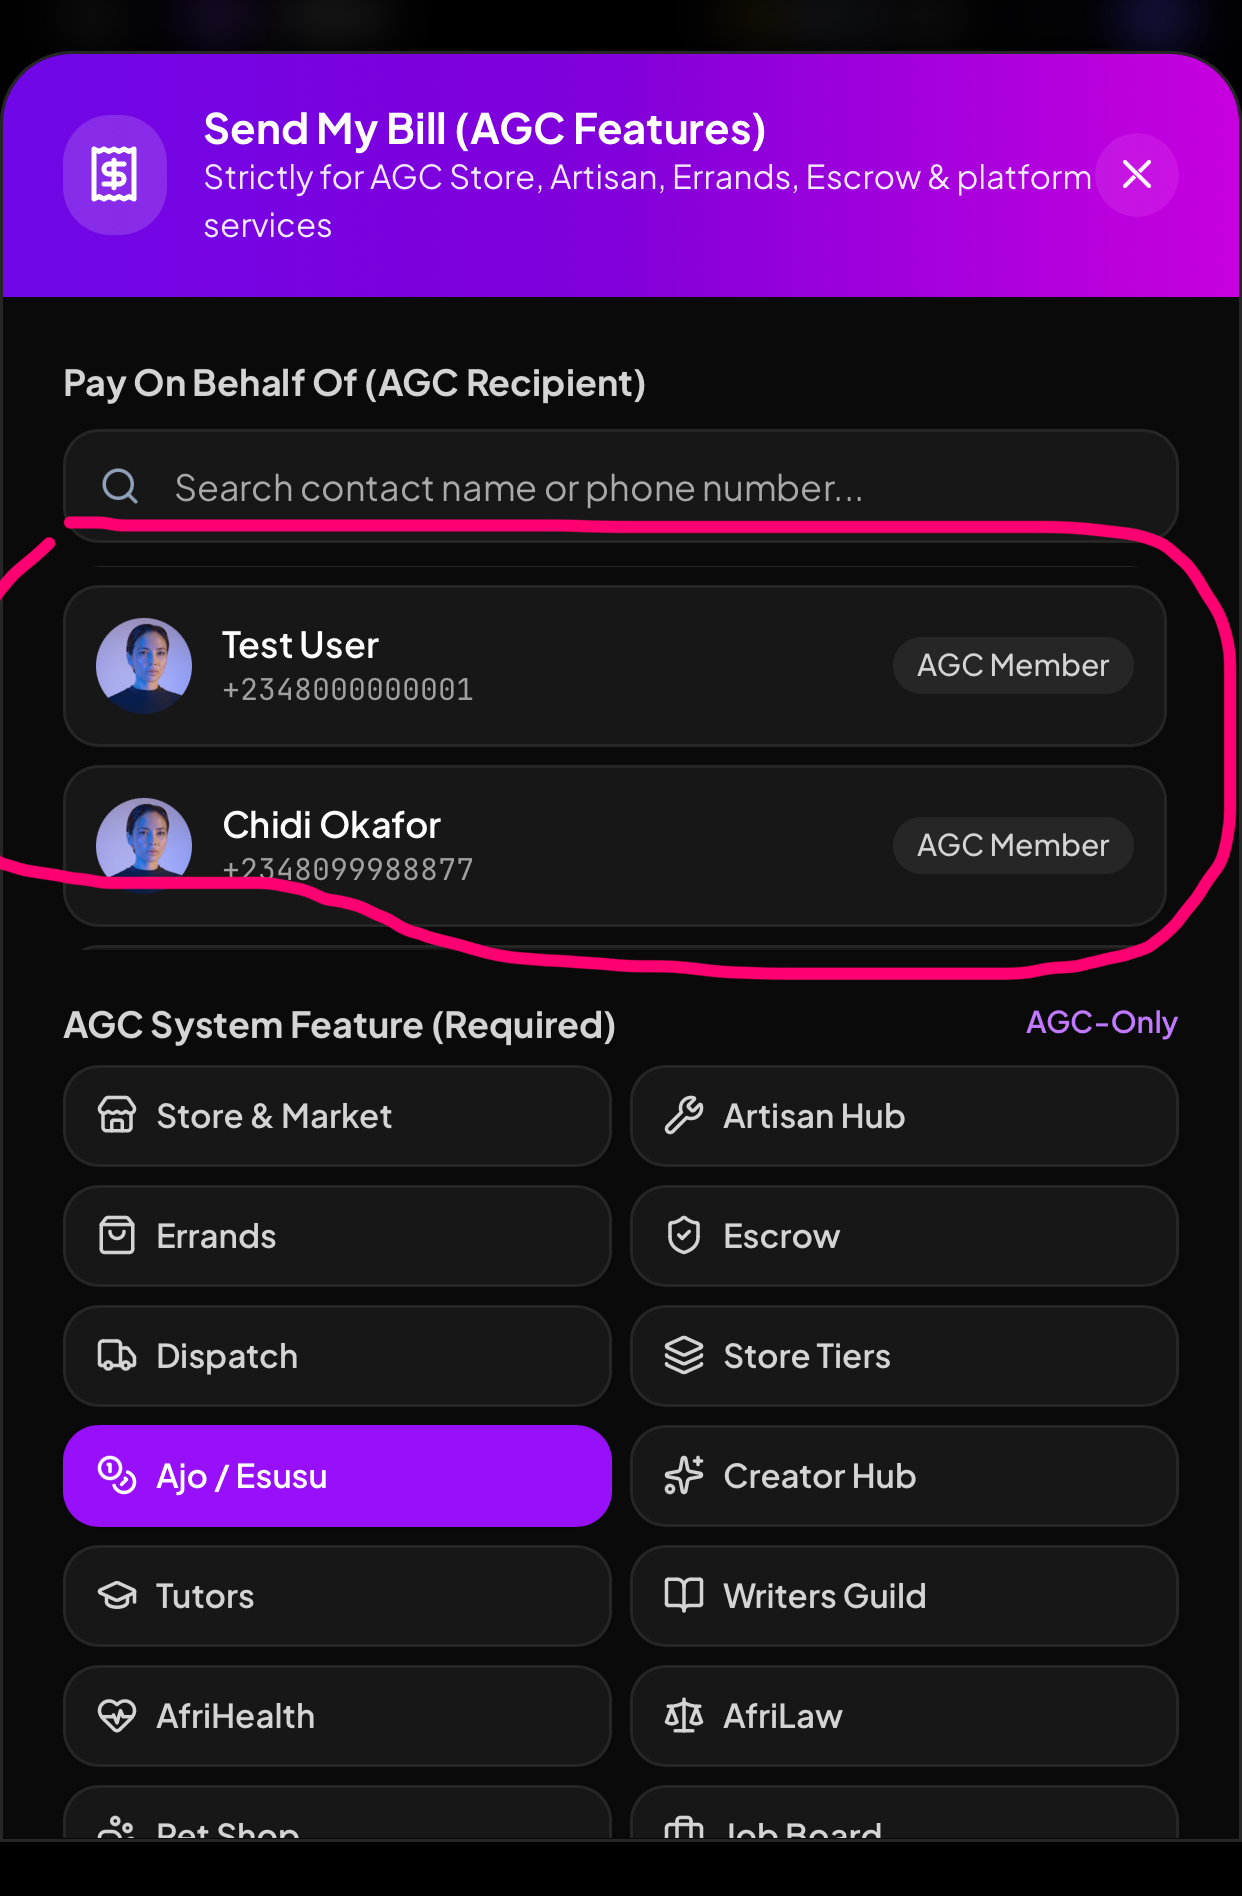 Send My Bill (AGC Features)
Strictly for AGC Store, Artisan, Errands, Escrow & platform
services
Pay On Behalf Of (AGC Recipient)
Search contact name or phone number...
Test User
+2348000000001
AGC Member
Chidi Okafor
+2348099988877
AGC Member
AGC System Feature (Required)
AGC-Only
Store & Market
Artisan Hub
Errands
Escrow
Dispatch
Store Tiers
Ajo / Esusu
Creator Hub
Tutors
Writers Guild
AfriHealth
AfriLaw
Pet Shop
Job Board